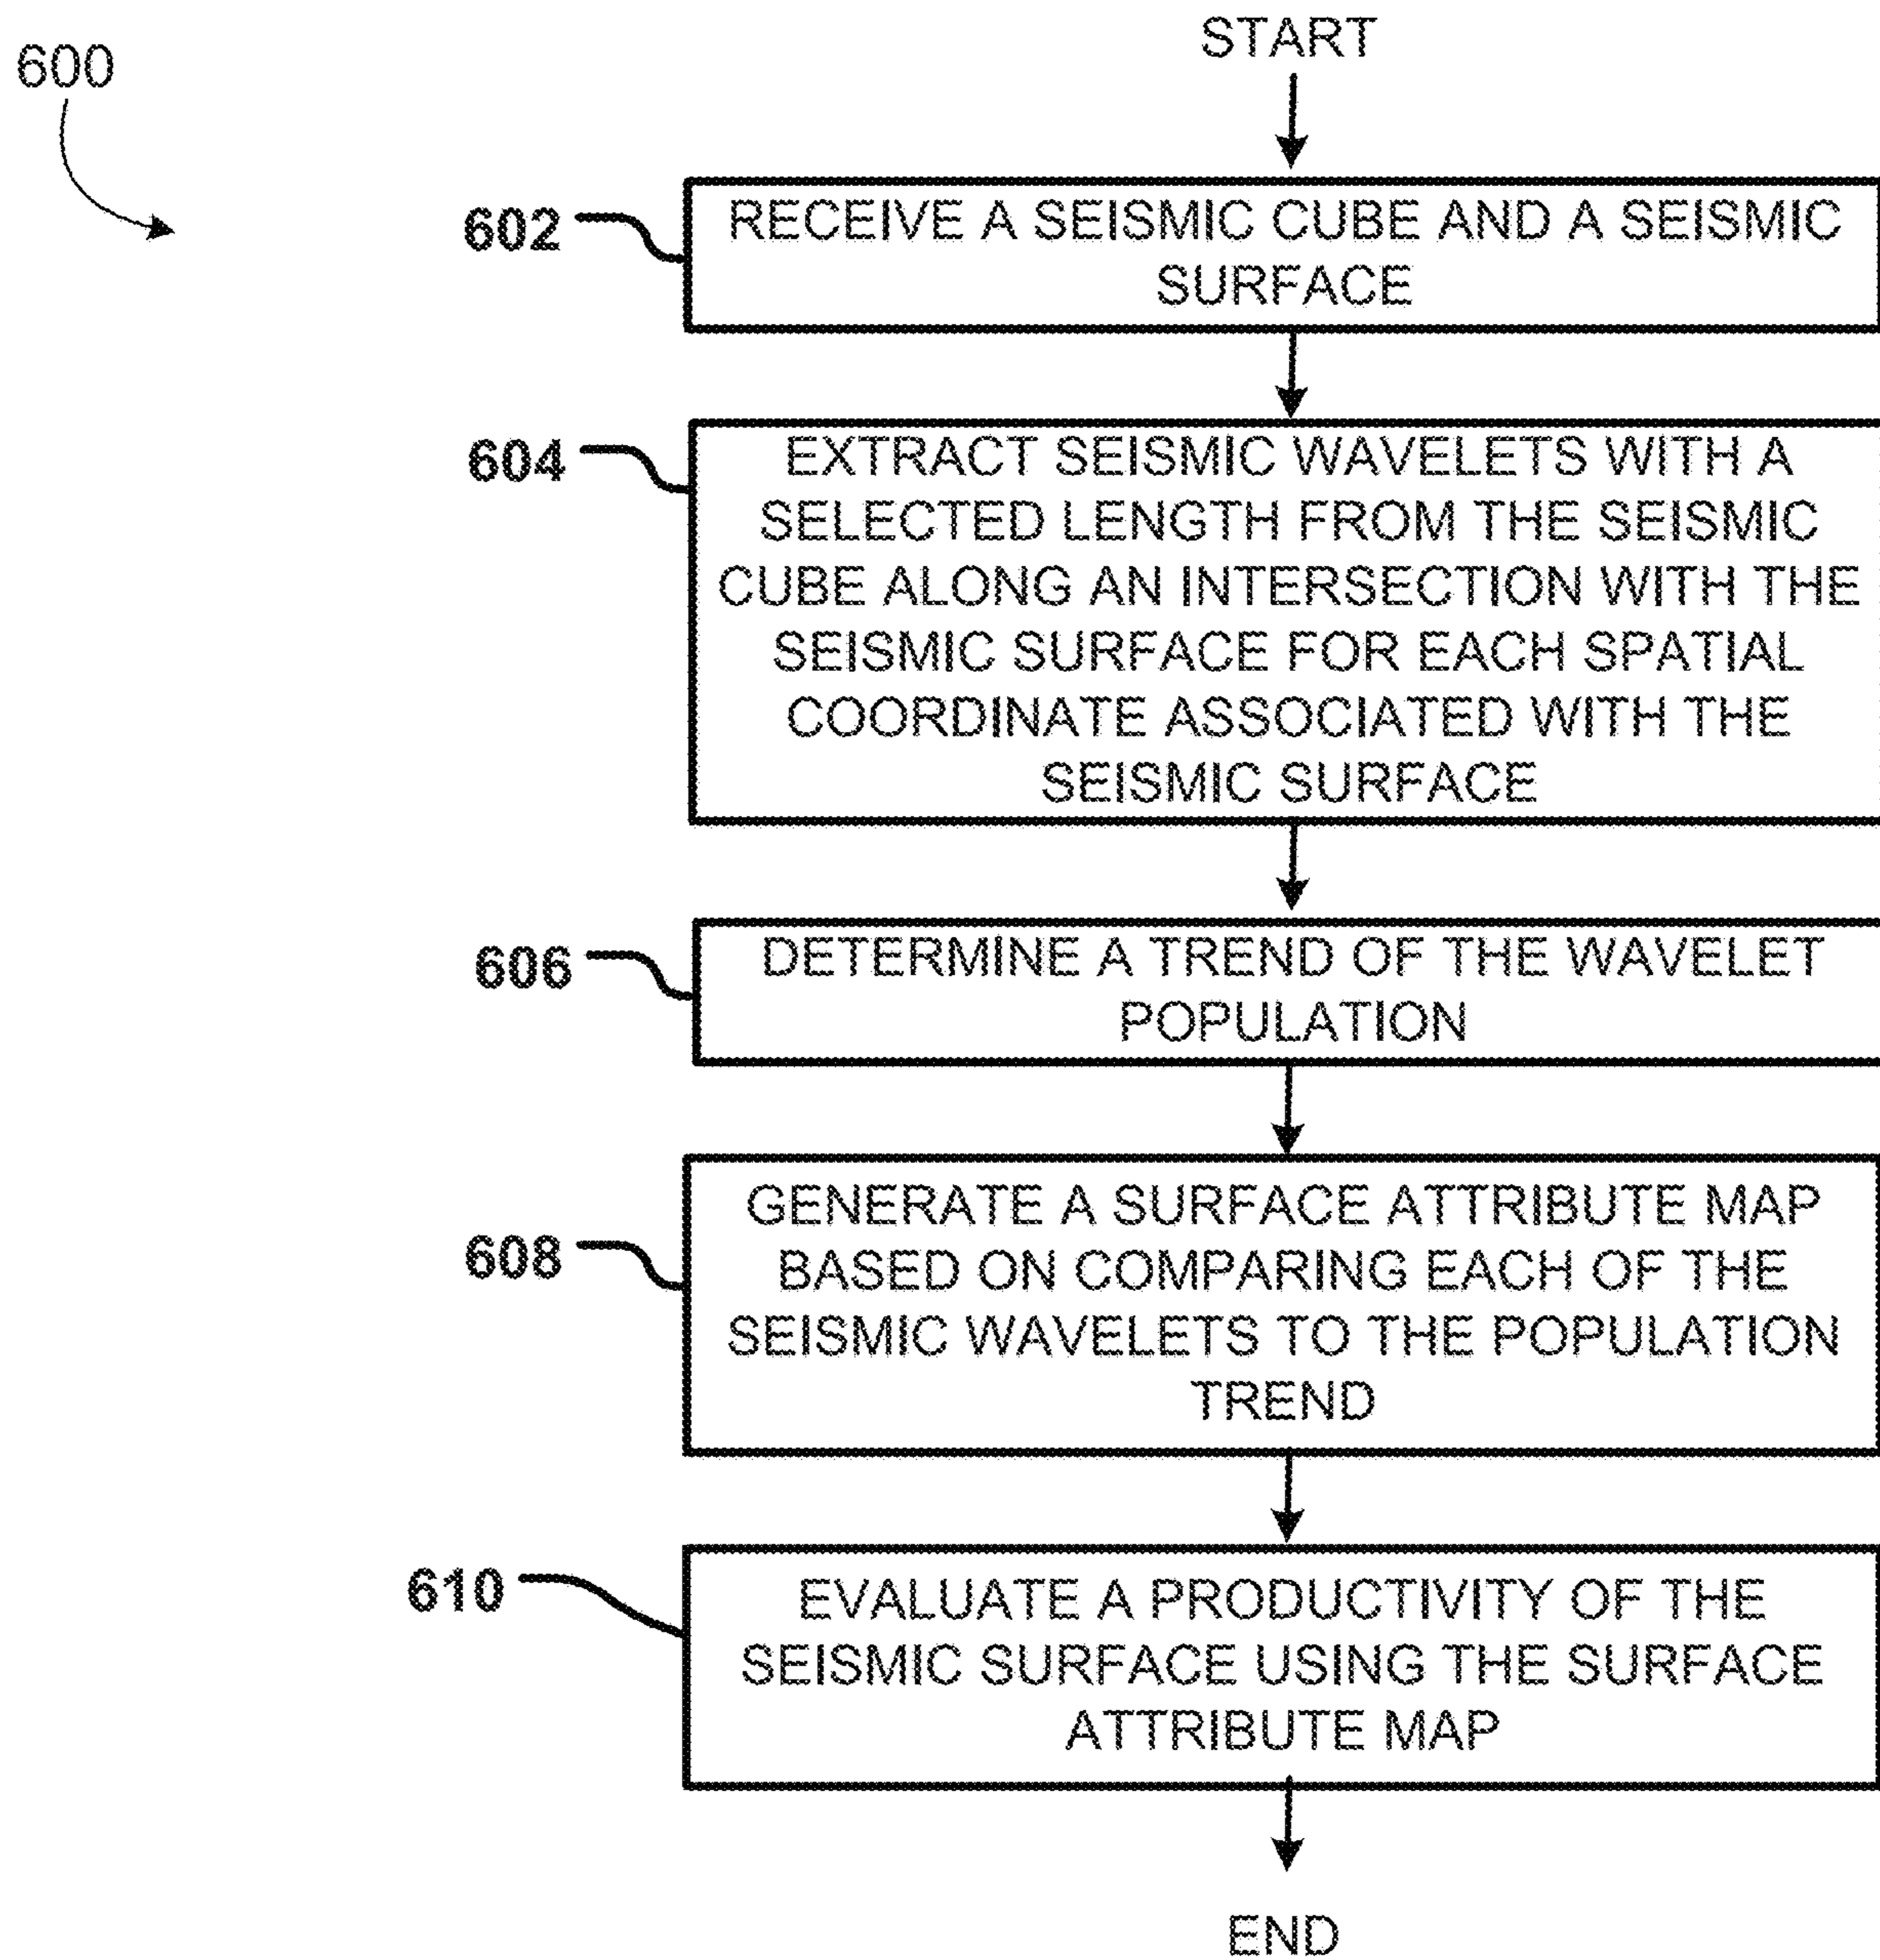 START
600
602
RECEIVE A SEISMIC CUBE AND A SEISMIC
SURFACE
604
EXTRACT SEISMIC WAVELETS WITH A
SELECTED LENGTH FROM THE SEISMIC
CUBE ALONG AN INTERSECTION WITH THE
SEISMIC SURFACE FOR EACH SPATIAL
COORDINATE ASSOCIATED WITH THE
SEISMIC SURFACE
606
DETERMINE A TREND OF THE WAVELET
POPULATION
608
GENERATE A SURFACE ATTRIBUTE MAP
BASED ON COMPARING EACH OF THE
SEISMIC WAVELETS TO THE POPULATION
TREND
610
EVALUATE A PRODUCTIVITY OF THE
SEISMIC SURFACE USING THE SURFACE
ATTRIBUTE MAP
END